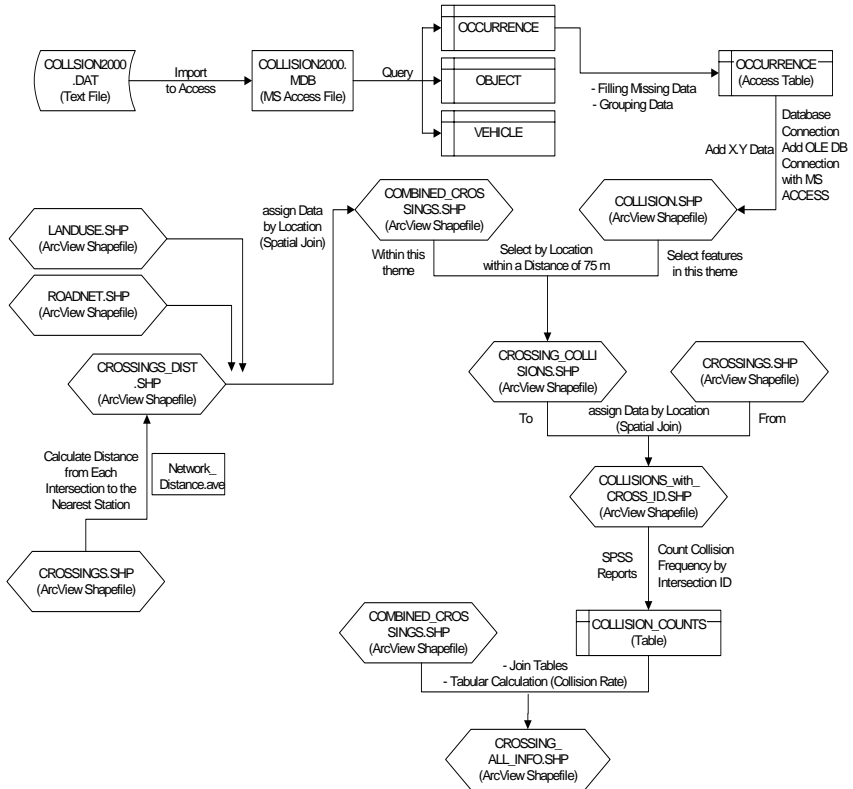 COLLSION2000
.DAT
(Text File)
Import
to Access
COLLISION2000.
MDB
(MS Access File)
Query
OCCURRENCE
OBJECT
VEHICLE
- Filling Missing Data
- Grouping Data
OCCURRENCE
(Access Table)
Add X.Y Data
Database
Connection
Add OLE DB
Connection
with MS
ACCESS
LANDUSE.SHP
(ArcView Shapefile)
ROADNET.SHP
(ArcView Shapefile)
assign Data
by Location
(Spatial Join)
COMBINED_CROS
SINGS.SHP
(ArcView Shapefile)
COLLISION.SHP
(ArcView Shapefile)
Within this
theme
Select by Location
within a Distance of 75 m
Select features
in this theme
CROSSINGS_DIST
.SHP
(ArcView Shapefile)
CROSSING_COLLI
SIONS.SHP
(ArcView Shapefile)
CROSSINGS.SHP
(ArcView Shapefile)
To
assign Data by Location
(Spatial Join)
From
Calculate Distance
from Each
Intersection to the
Nearest Station
Network_
Distance.ave
COLLISIONS_with_
CROSS_ID.SHP
(ArcView Shapefile)
CROSSINGS.SHP
(ArcView Shapefile)
SPSS
Reports
Count Collision
Frequency by
Intersection ID
COMBINED_CROS
SINGS.SHP
(ArcView Shapefile)
COLLISION_COUNTS
(Table)
- Join Tables
- Tabular Calculation (Collision Rate)
CROSSING_
ALL_INFO.SHP
(ArcView Shapefile)